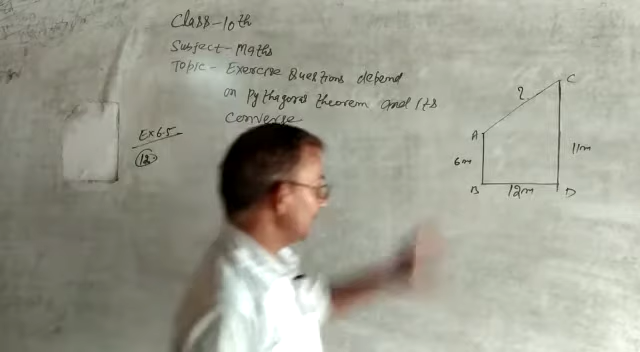 Class-10th
Subject-Maths
Topic- Exercise Questions depend
on Pythagoras theorem and its
converse
EX 6.5
12
C
?
A
6m
11m
B
12m
D